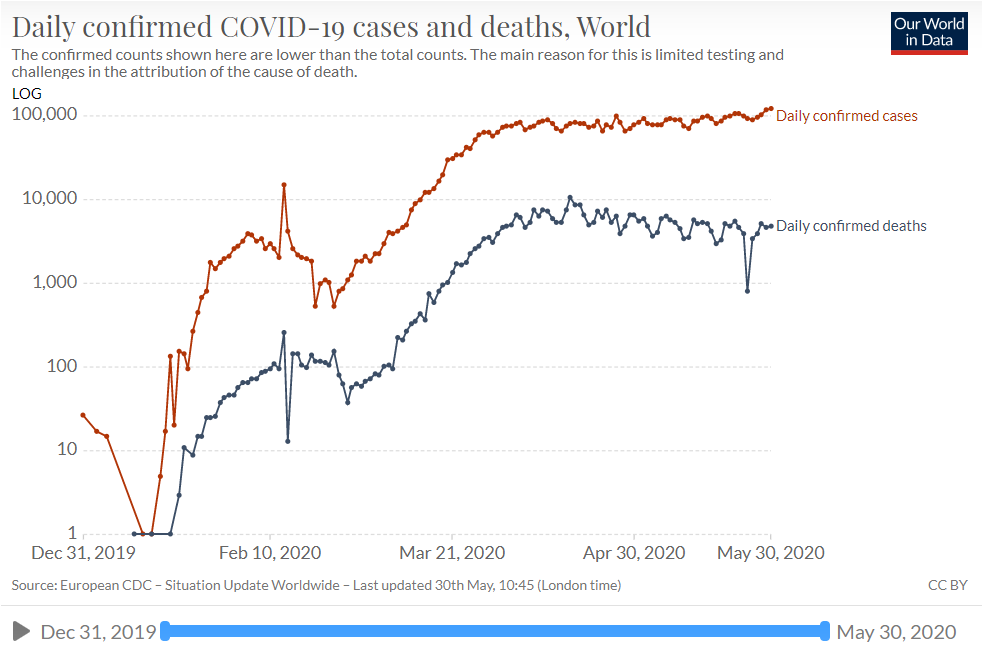 Daily confirmed COVID-19 cases and deaths, World
Our World
in Data
The confirmed counts shown here are lower than the total counts. The main reason for this is limited testing and
challenges in the attribution of the cause of death.
LOG
100,000
Daily confirmed cases
10,000
Daily confirmed deaths
1,000
100
10
1
Dec 31, 2019 Feb 10, 2020 Mar 21, 2020 Apr 30, 2020 May 30, 2020
Source: European CDC – Situation Update Worldwide – Last updated 30th May, 10:45 (London time) CC BY
Dec 31, 2019 May 30, 2020